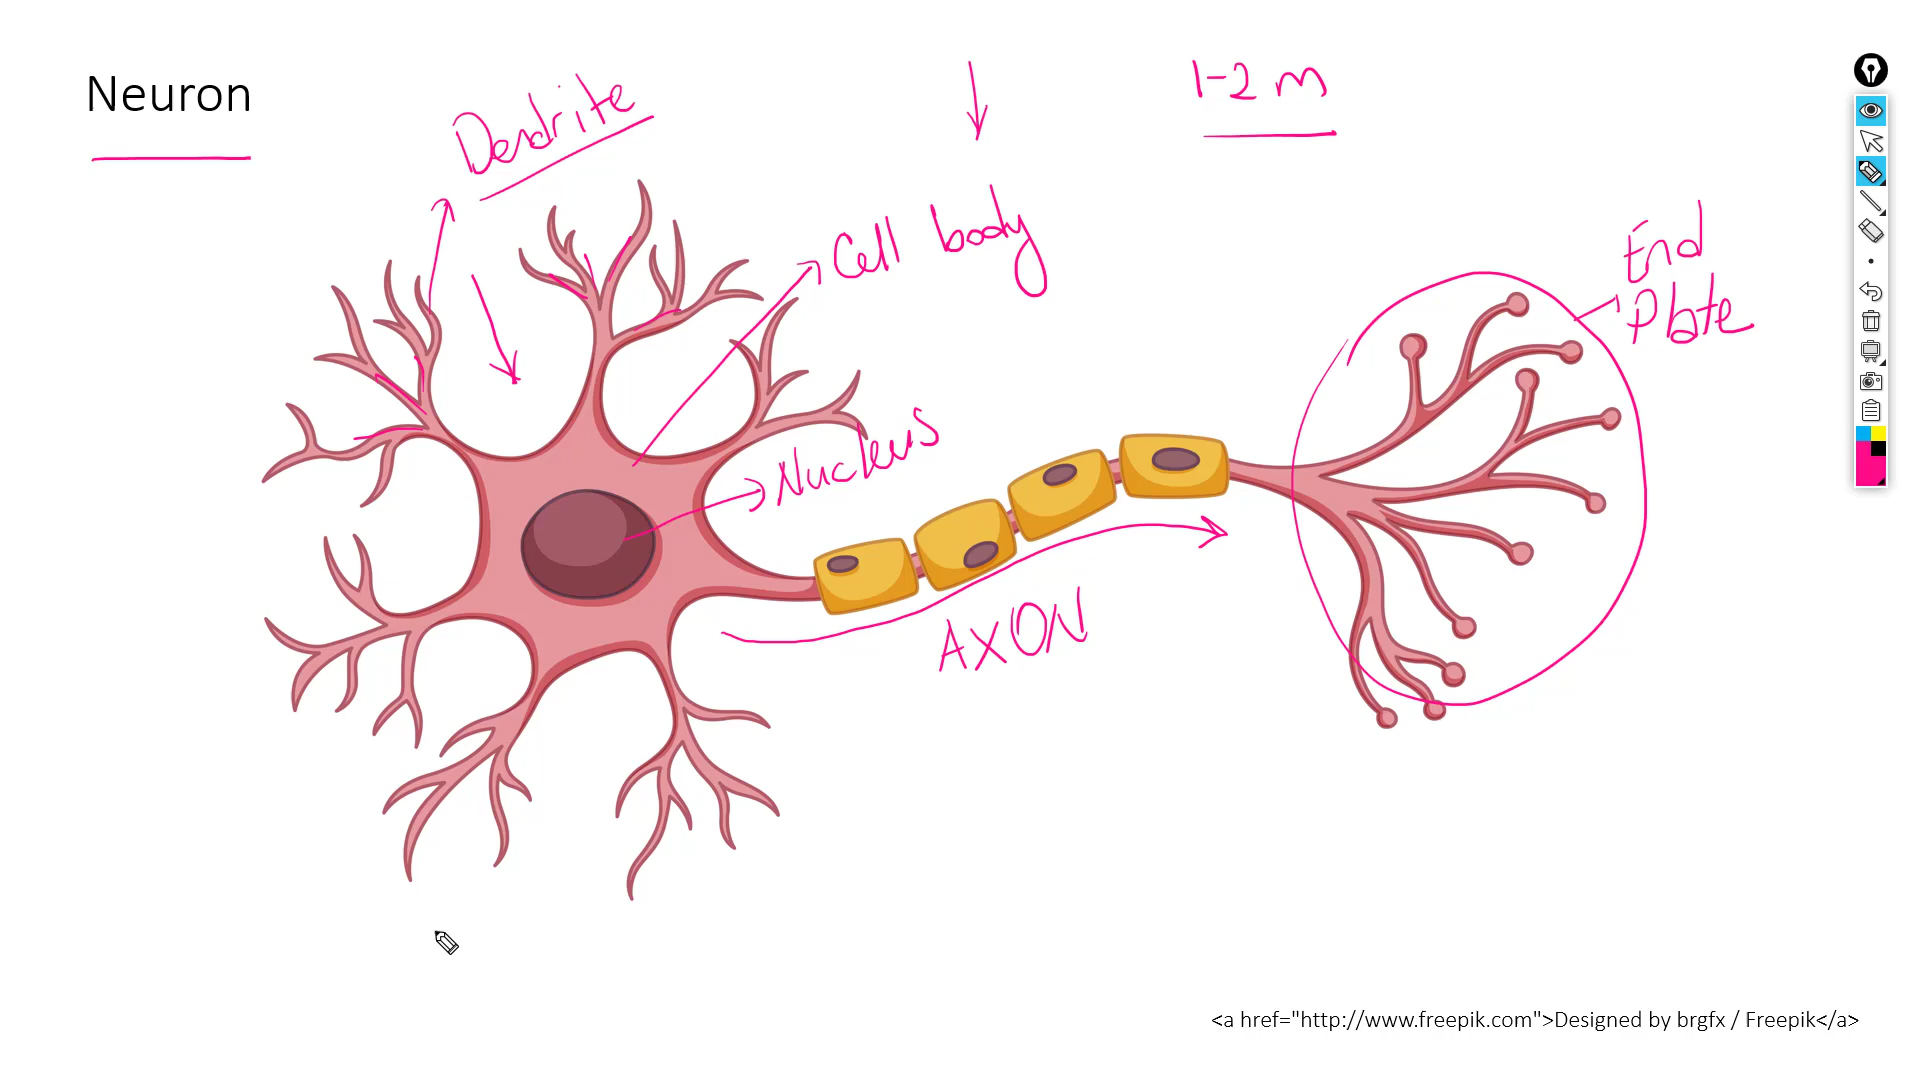 Neuron
Dendrite
1-2 m
Cell body
End
Plate
Nucleus
AXON
<a href="http://www.freepik.com">Designed by brgfx / Freepik</a>